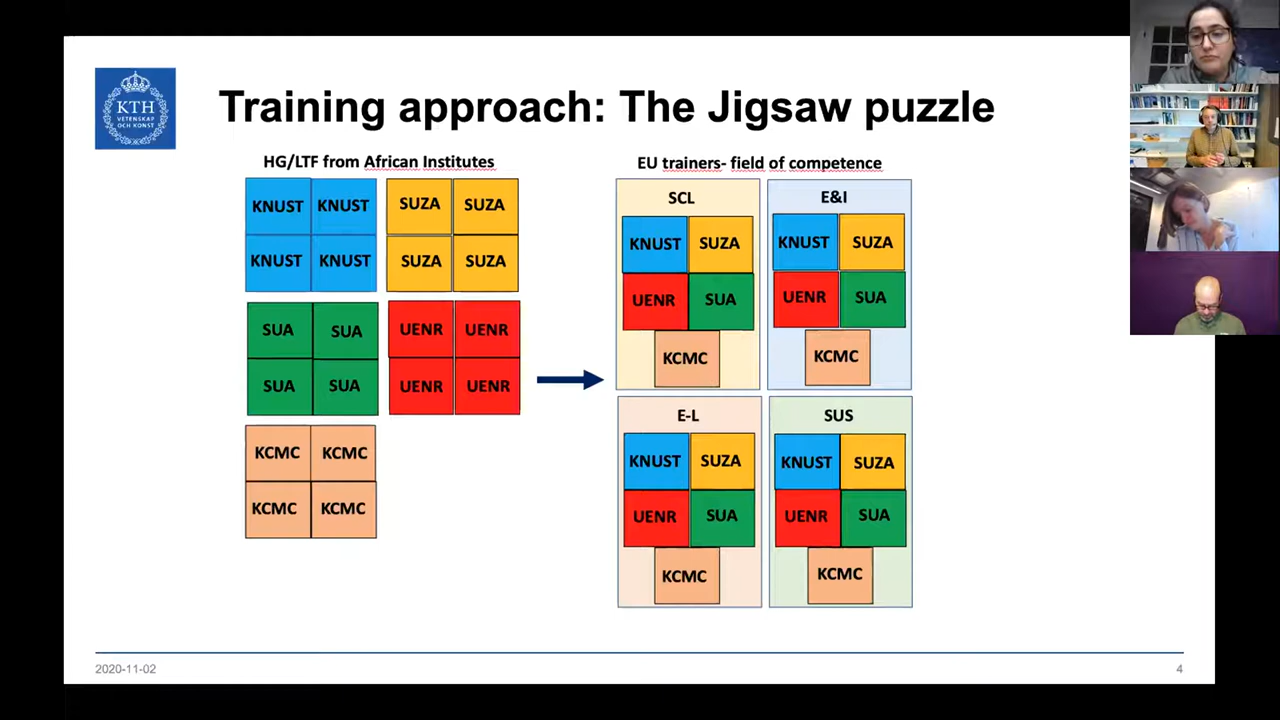 KTH
VETENSKAP
OCH KONST
Training approach: The Jigsaw puzzle
HG/LTF from African Institutes
KNUST KNUST
KNUST KNUST
SUZA SUZA
SUZA SUZA
SUA SUA
SUA SUA
UENR UENR
UENR UENR
KCMC KCMC
KCMC KCMC
EU trainers- field of competence
SCL
KNUST SUZA
UENR SUA
KCMC
E&I
KNUST SUZA
UENR SUA
KCMC
E-L
KNUST SUZA
UENR SUA
KCMC
SUS
KNUST SUZA
UENR SUA
KCMC
2020-11-02
4